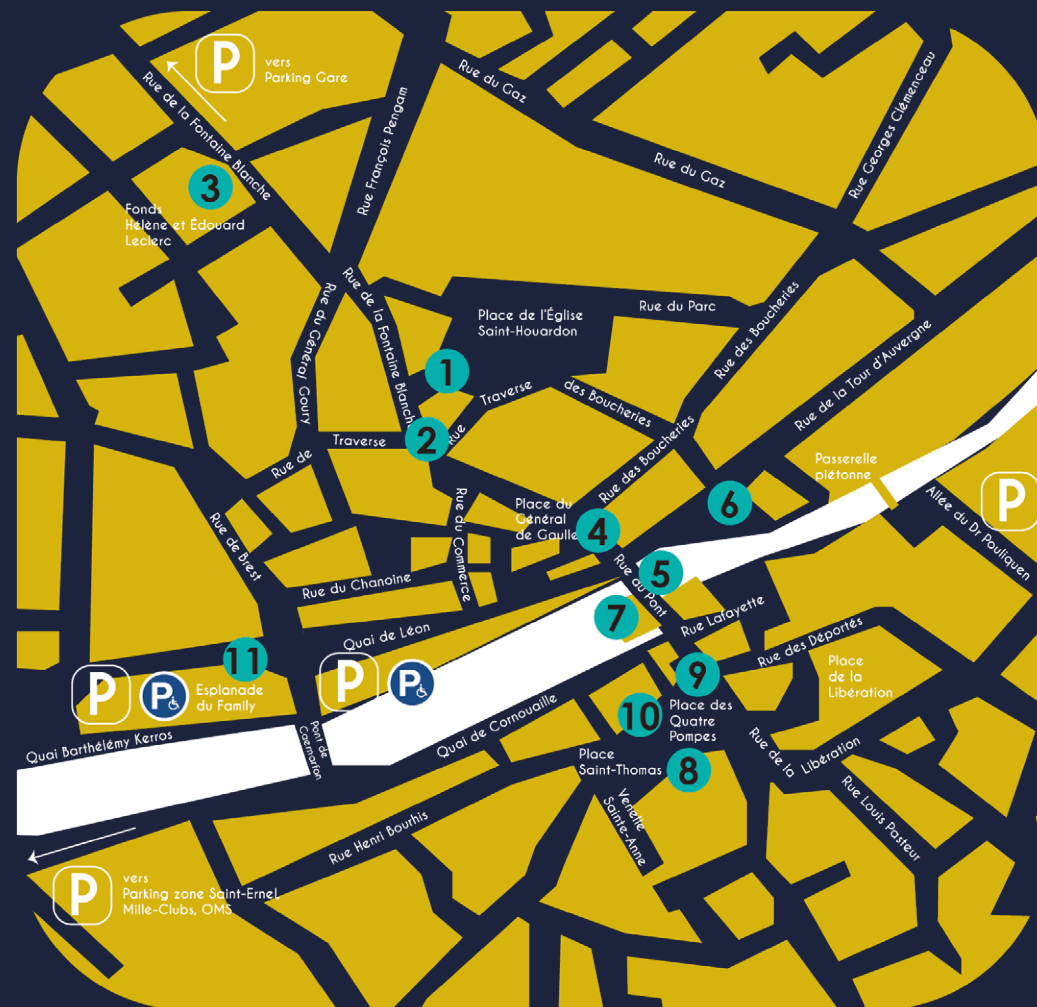 P
vers
Parking Gare
Rue du Gaz
Rue Georges Clémenceau
Rue de la Fontaine Blanche
Rue François Pengam
Rue du Gaz
3
Fonds
Hélène et Édouard
Leclerc
Rue du Général Goury
Rue de la Fontaine Blanche
Place de l'Église
Saint-Houardon
Rue du Parc
Rue des Boucheries
Rue de la Tour d'Auvergne
1
Traverse
des Boucheries
Rue
2
Traverse
Rue de
Rue des Boucheries
Passerelle
piétonne
P
Allée du Dr Pouliquen
6
Place du
Général
de Gaulle
4
Rue du Commerce
Rue de Brest
Rue du Chanoine
Rue du Pont
5
7
Rue Lafayette
Quai de Léon
Rue des Déportés
11
P
P
Esplanade
du Family
P
P
9
Place
de la
Libération
10
Place des
Quatre
Pompes
Quai de Cornouaille
Quai Barthélémy Kerros
Pont de
Caernarfon
Place
Saint-Thomas
8
Rue de la
Libération
Venelle
Sainte-Anne
Rue Louis Pasteur
Rue Henri Bourhis
P
vers
Parking zone Saint-Ernel,
Mille-Clubs, OMS